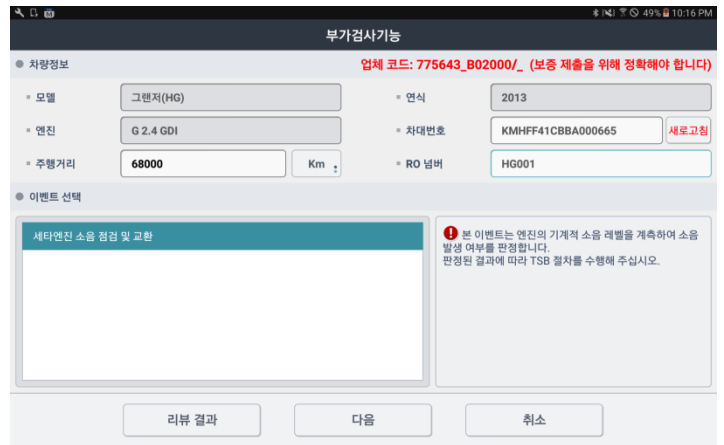 49% 10:16 PM
부가검사기능
차량정보
업체 코드: 775643_B02000/_ (보증 제출을 위해 정확해야 합니다)
모델 그랜저(HG) 연식 2013
엔진 G 2.4 GDI 차대번호 KMHFF41CBBA000665 새로고침
주행거리 68000 Km RO 넘버 HG001
이벤트 선택
세타엔진 소음 점검 및 교환
본 이벤트는 엔진의 기계적 소음 레벨을 계측하여 소음
발생 여부를 판정합니다.
판정된 결과에 따라 TSB 절차를 수행해 주십시오.
리뷰 결과 다음 취소